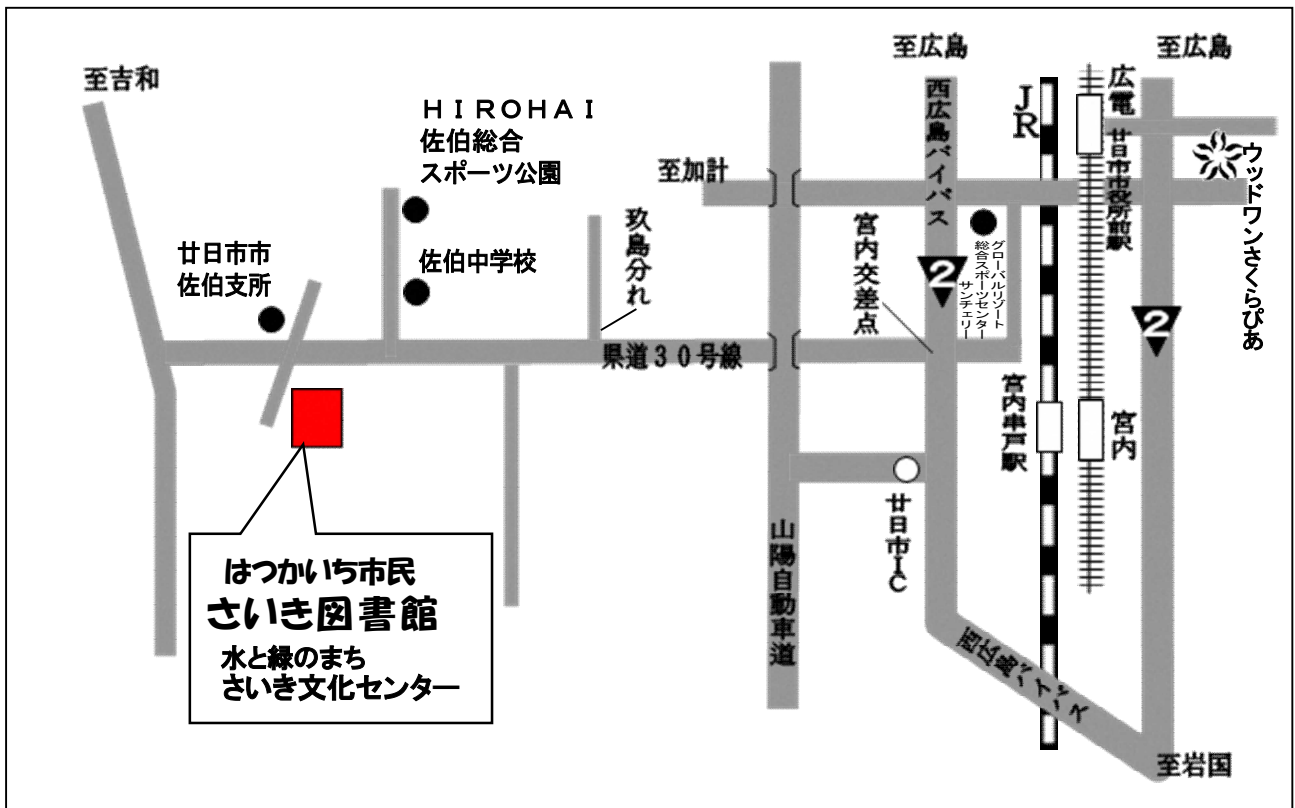 至吉和
ＨＩＲＯＨＡＩ
佐伯総合
スポーツ公園
佐伯中学校
廿日市市
佐伯支所
玖島分れ
至加計
県道３０号線
至広島
西広島バイパス
宮内交差点
2
グローバルリゾート
総合スポーツセンター
サンチェリー
JR
広電
廿日市市役所前駅
至広島
ウッドワンさくらぴあ
2
宮内串戸駅
宮内
廿日市IC
山陽自動車道
西広島バイパス
至岩国
はつかいち市民
さいき図書館
水と緑のまち
さいき文化センター